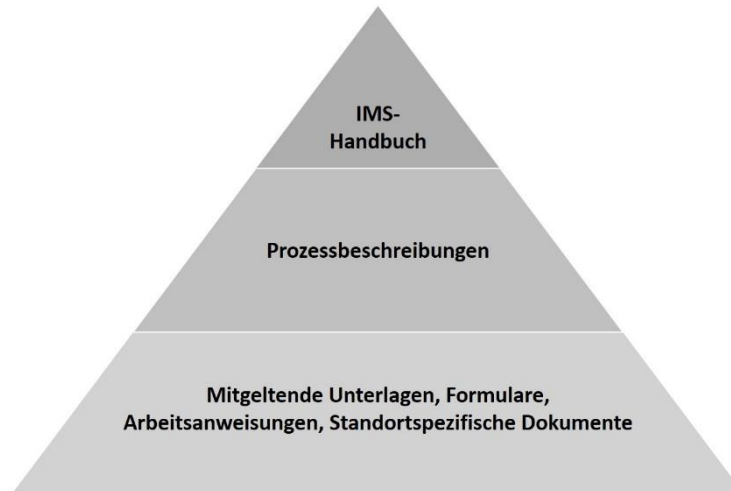 IMS-
Handbuch
Prozessbeschreibungen
Mitgeltende Unterlagen, Formulare,
Arbeitsanweisungen, Standortspezifische Dokumente